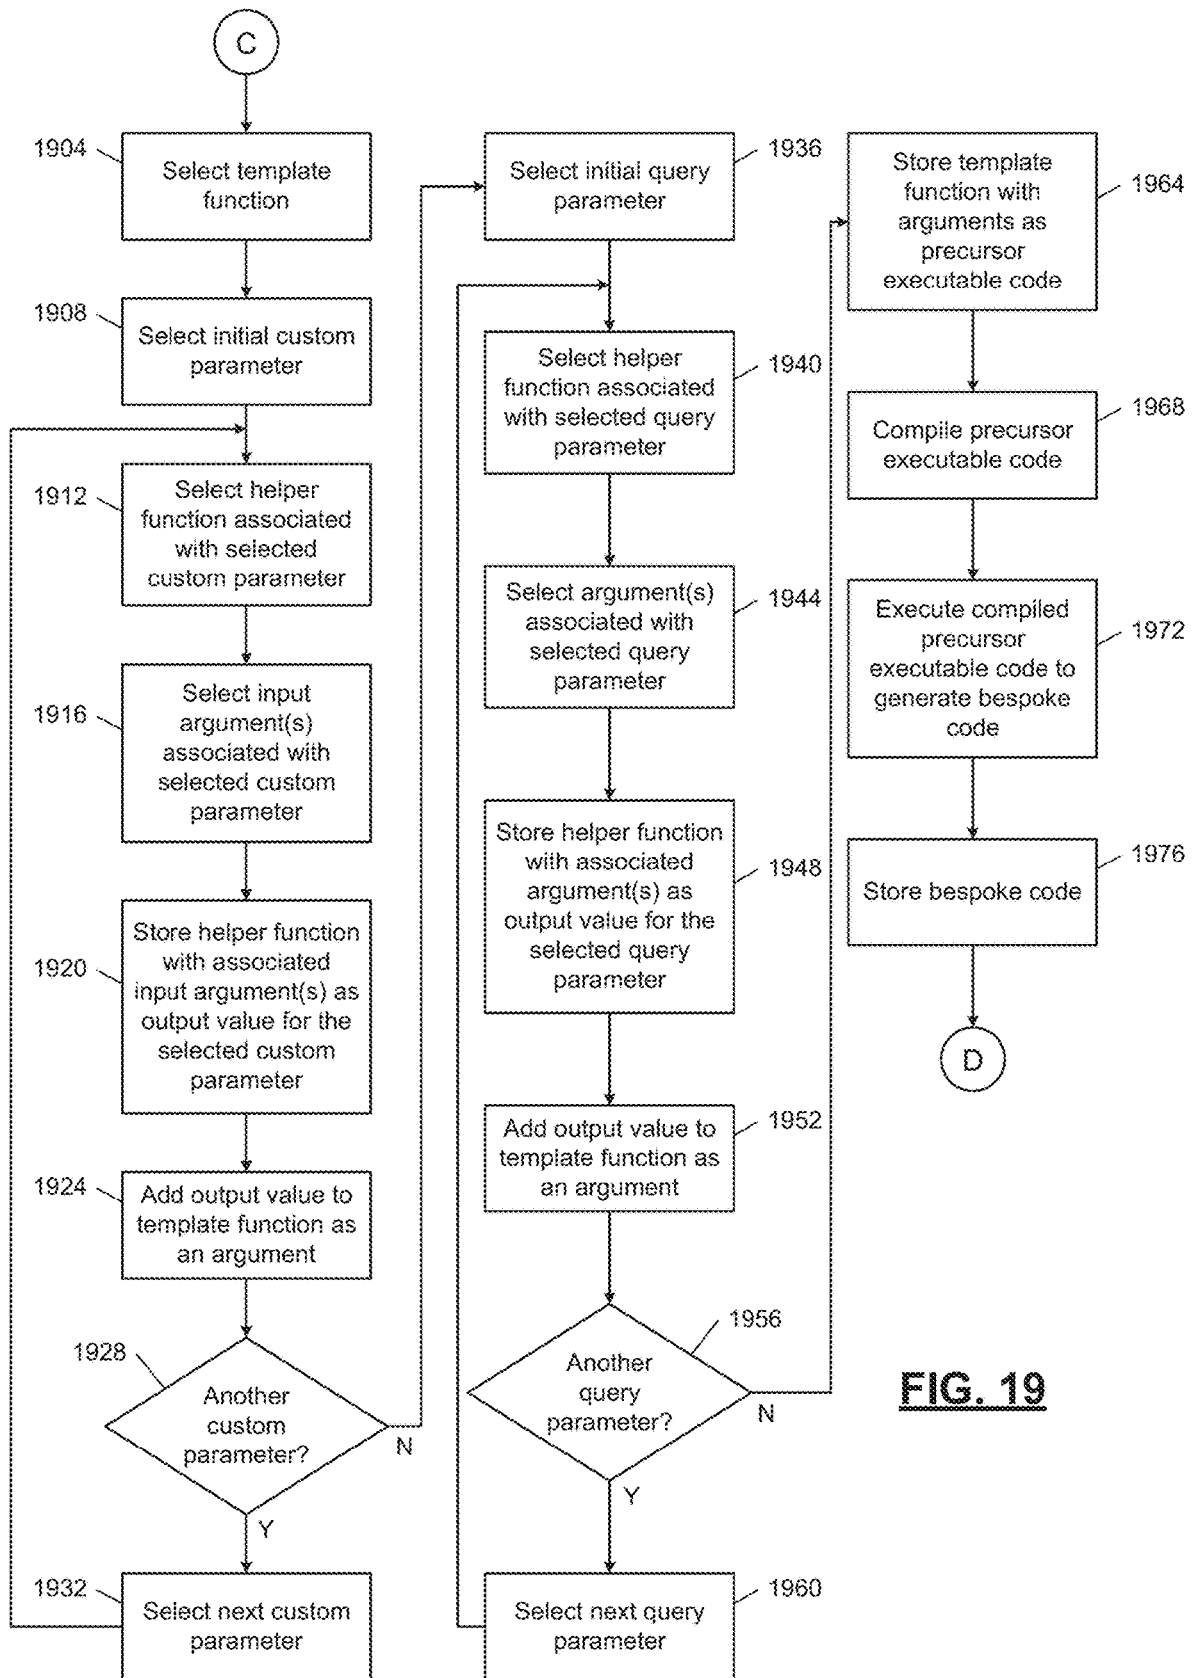 C
1904
Select template
function
1908
Select initial custom
parameter
1912
Select helper
function associated
with selected
custom parameter
1916
Select input
argument(s)
associated with
selected custom
parameter
1920
Store helper function
with associated
input argument(s) as
output value for the
selected custom
parameter
1924
Add output value to
template function as
an argument
1928
Another
custom
parameter?
N
Y
1932
Select next custom
parameter
1936
Select initial query
parameter
1940
Select helper
function associated
with selected query
parameter
1944
Select argument(s)
associated with
selected query
parameter
1948
Store helper function
with associated
argument(s) as
output value for the
selected query
parameter
1952
Add output value to
template function as
an argument
1956
Another
query
parameter?
N
Y
1960
Select next query
parameter
1964
Store template
function with
arguments as
precursor
executable code
1968
Compile precursor
executable code
1972
Execute compiled
precursor
executable code to
generate bespoke
code
1976
Store bespoke code
D
FIG. 19